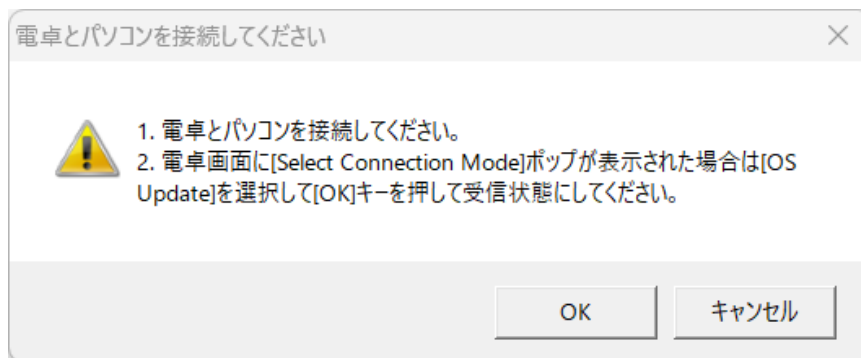 電卓とパソコンを接続してください
1. 電卓とパソコンを接続してください。
2. 電卓画面に[Select Connection Mode]ポップが表示された場合は[OS
Update]を選択して[OK]キーを押して受信状態にしてください。
OK
キャンセル